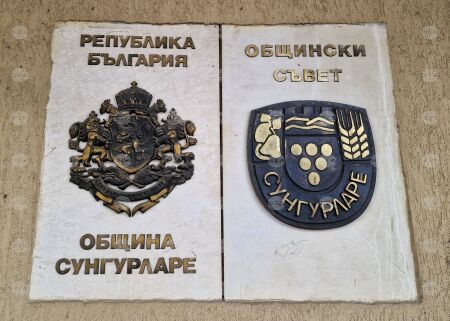 РЕПУБЛИКА
БЪЛГАРИЯ
ОБЩИНА
СУНГУРЛАРЕ
ОБЩИНСКИ
СЪВЕТ
СУНГУРЛАРЕ